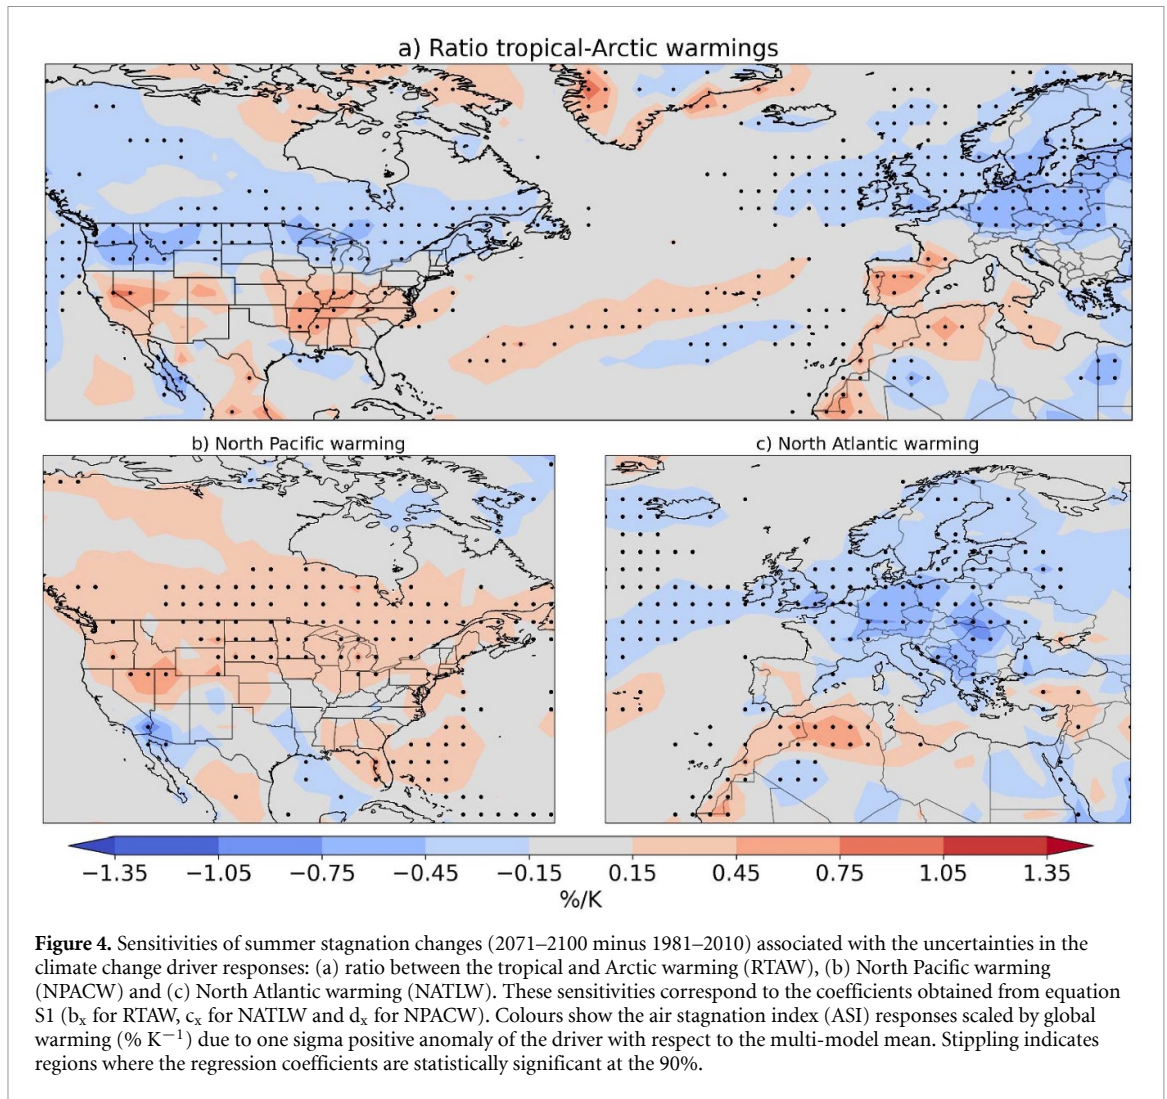 a) Ratio tropical-Arctic warmings
b) North Pacific warming
c) North Atlantic warming
−1.35 −1.05 −0.75 −0.45 −0.15 0.15 0.45 0.75 1.05 1.35
%/K
Figure 4. Sensitivities of summer stagnation changes (2071–2100 minus 1981–2010) associated with the uncertainties in the
climate change driver responses: (a) ratio between the tropical and Arctic warming (RTAW), (b) North Pacific warming
(NPACW) and (c) North Atlantic warming (NATLW). These sensitivities correspond to the coefficients obtained from equation
S1 (bₓ for RTAW, cₓ for NATLW and dₓ for NPACW). Colours show the air stagnation index (ASI) responses scaled by global
warming (% K⁻¹) due to one sigma positive anomaly of the driver with respect to the multi-model mean. Stippling indicates
regions where the regression coefficients are statistically significant at the 90%.